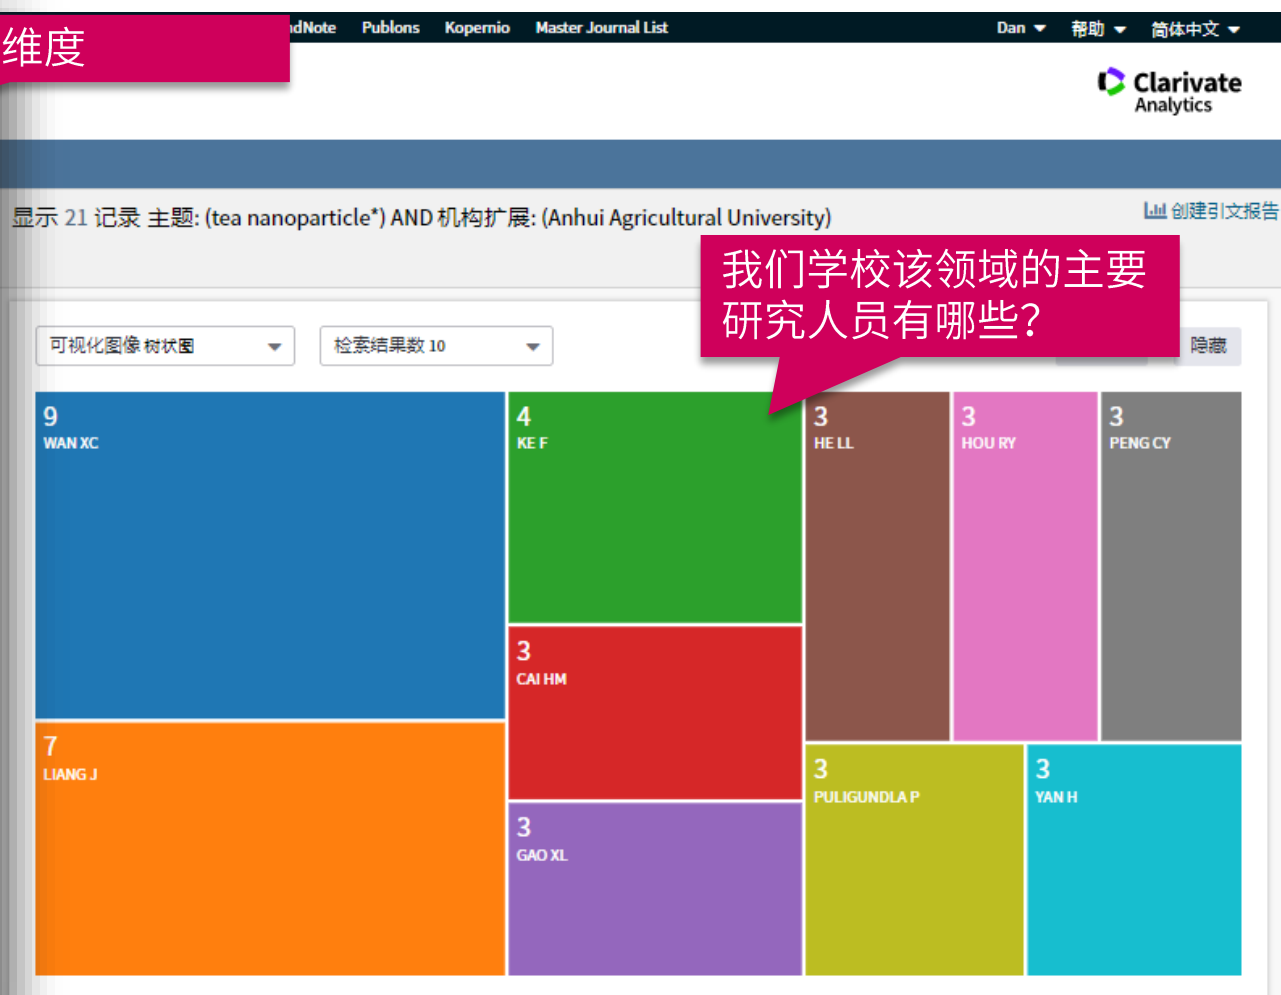 维度
Publons Kopernio Master Journal List
Dan 帮助 简体中文
Clarivate
Analytics
显示 21 记录 主题: (tea nanoparticle*) AND 机构扩展: (Anhui Agricultural University)
创建引文报告
我们学校该领域的主要
研究人员有哪些?
可视化图像 树状图
检索结果数 10
隐藏
9
WAN XC
4
KE F
3
HE LL
3
HOU RY
3
PENG CY
3
CAI HM
7
LIANG J
3
PULIGUNDLA P
3
YAN H
3
GAO XL